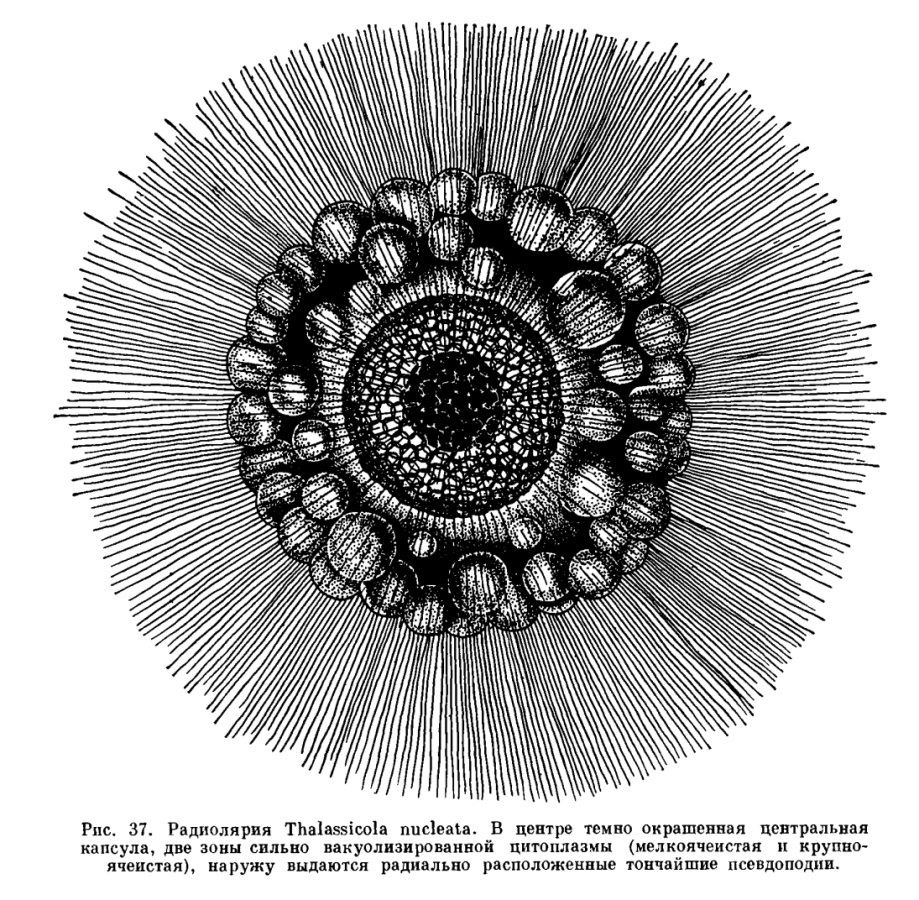 Рис. 37. Радиолярия Thalassicola nucleata. В центре темно окрашенная центральная
капсула, две зоны сильно вакуолизированной цитоплазмы (мелкоячеистая и крупно-
ячеистая), наружу выдаются радиально расположенные тончайшие псевдоподии.